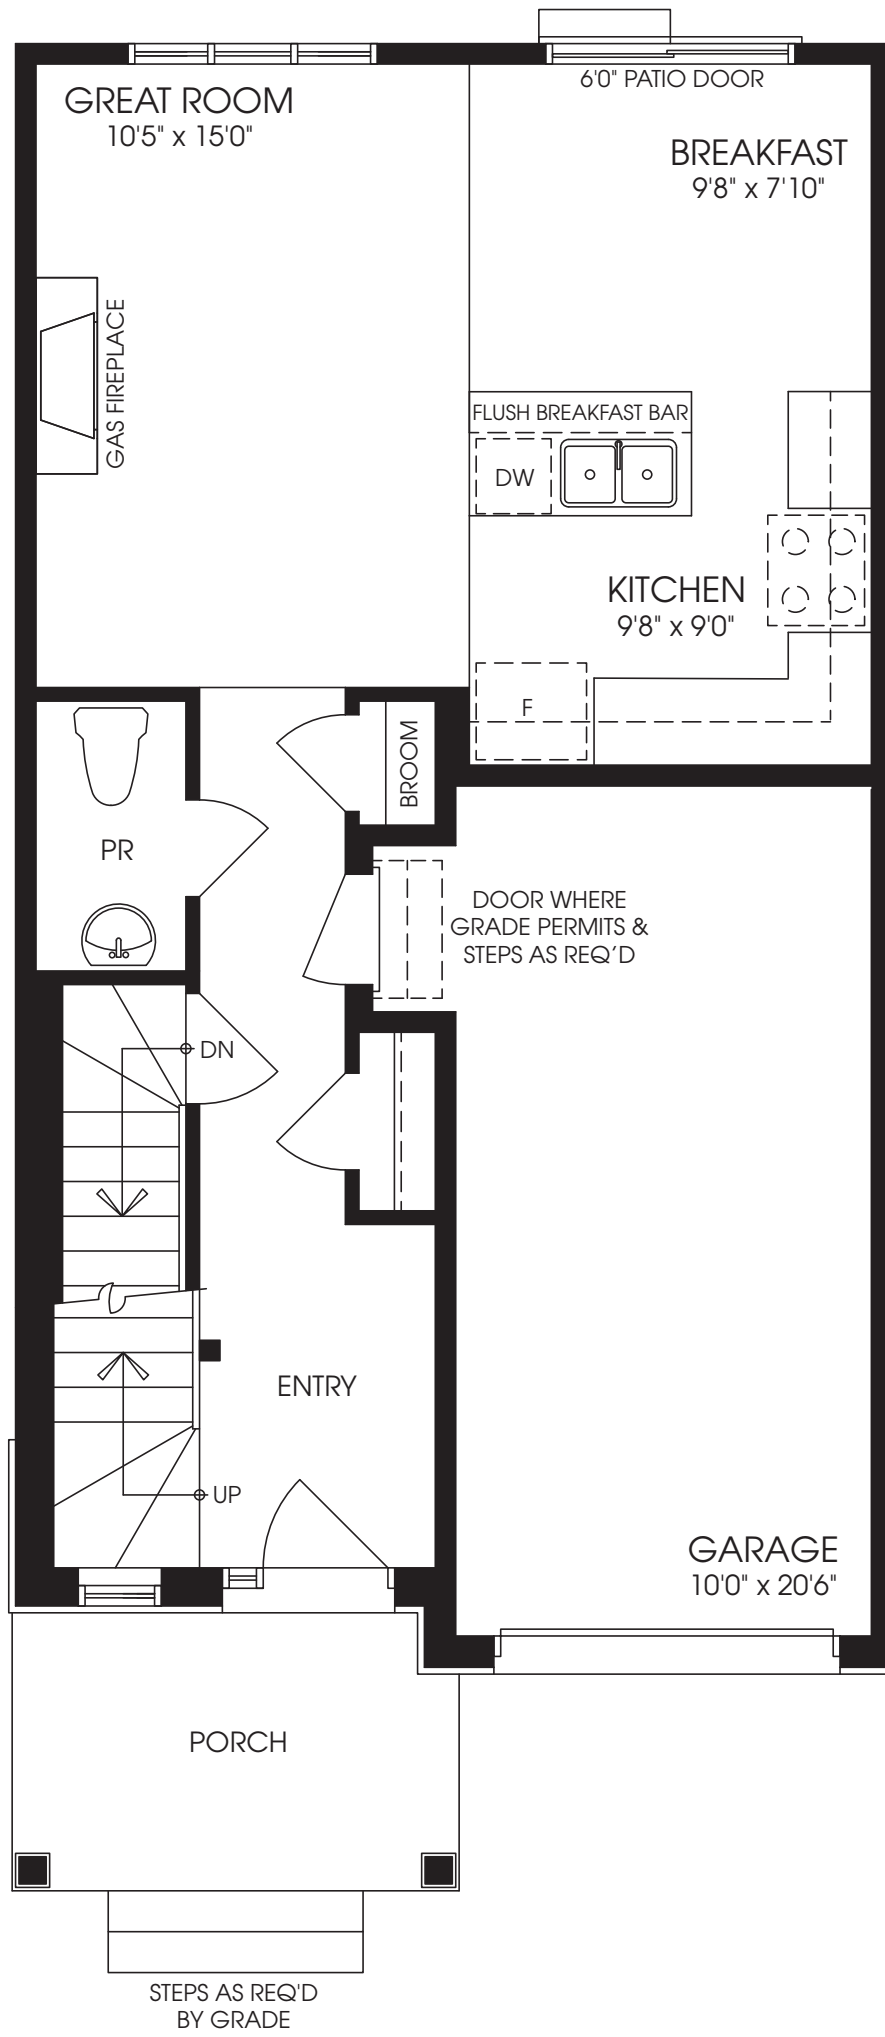 6'0" PATIO DOOR
GREAT ROOM
10'5" x 15'0"
BREAKFAST
9'8" x 7'10"
GAS FIREPLACE
FLUSH BREAKFAST BAR
DW
KITCHEN
9'8" x 9'0"
F
BROOM
PR
DOOR WHERE
GRADE PERMITS &
STEPS AS REQ’D
DN
ENTRY
UP
GARAGE
10'0" x 20'6"
PORCH
STEPS AS REQ'D
BY GRADE